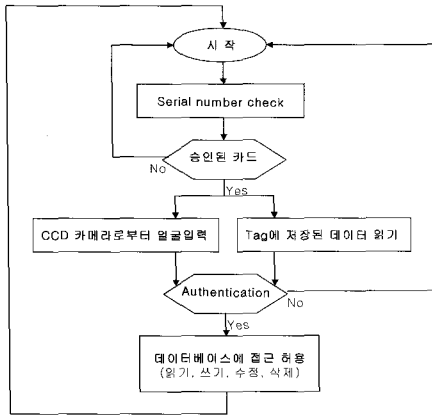 시 작
Serial number check
승인된 카드
No
Yes
CCD 카메라로부터 얼굴입력
Tag에 저장된 데이터 읽기
Authentication
No
Yes
데이터베이스에 접근 허용
(읽기, 쓰기, 수정, 삭제)